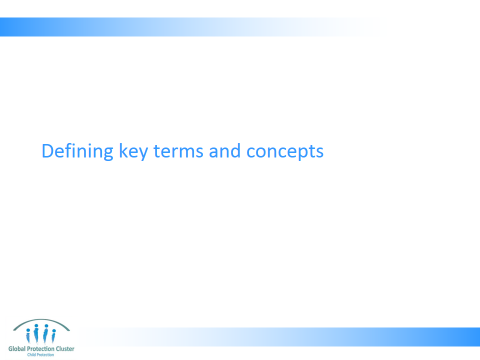 Defining key terms and concepts
Global Protection Cluster
Child Protection